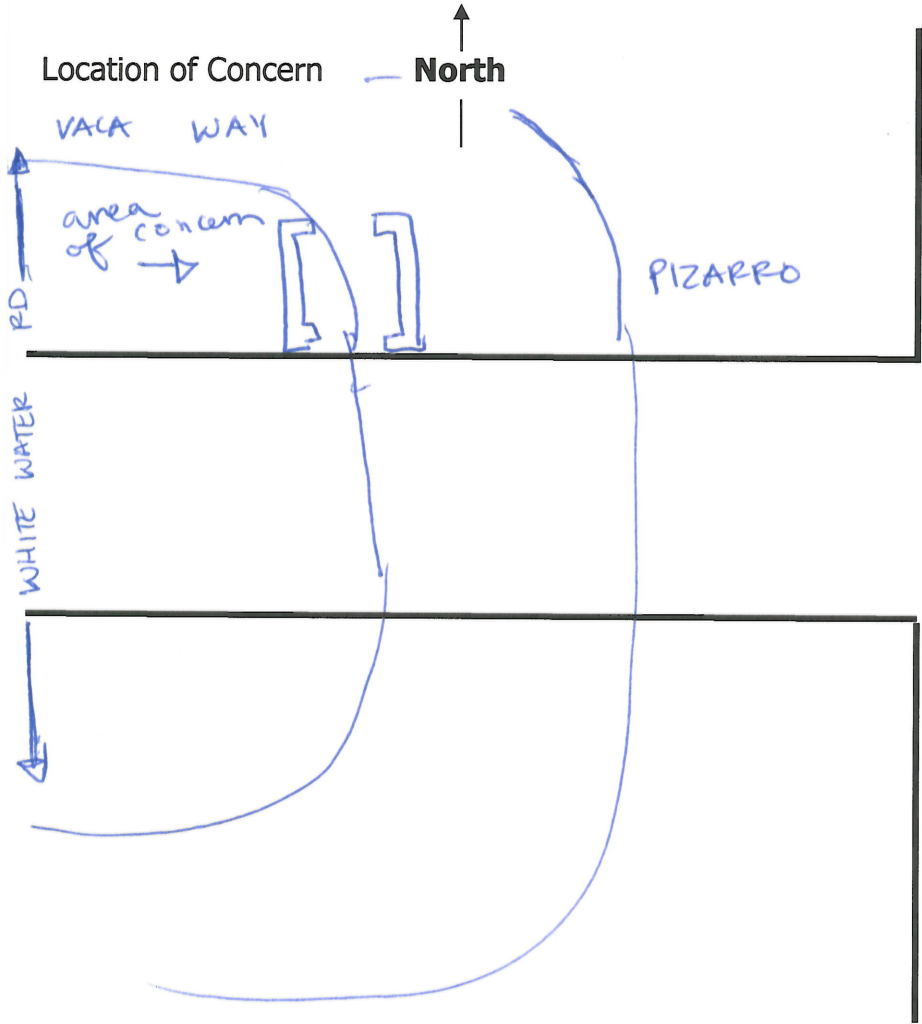 Location of Concern
North
VACA WAY
area
of concern
PIZARRO
WHITE WATER RD